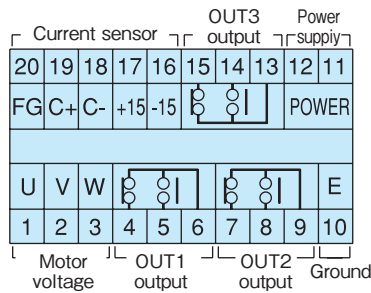 OUT3 Power
Current sensor output suppiy
20 19 18 17 16 15 14 13 12 11
FG C+ C- +15 -15 POWER
U V W E
1 2 3 4 5 6 7 8 9 10
Motor voltage OUT1 output OUT2 output Ground